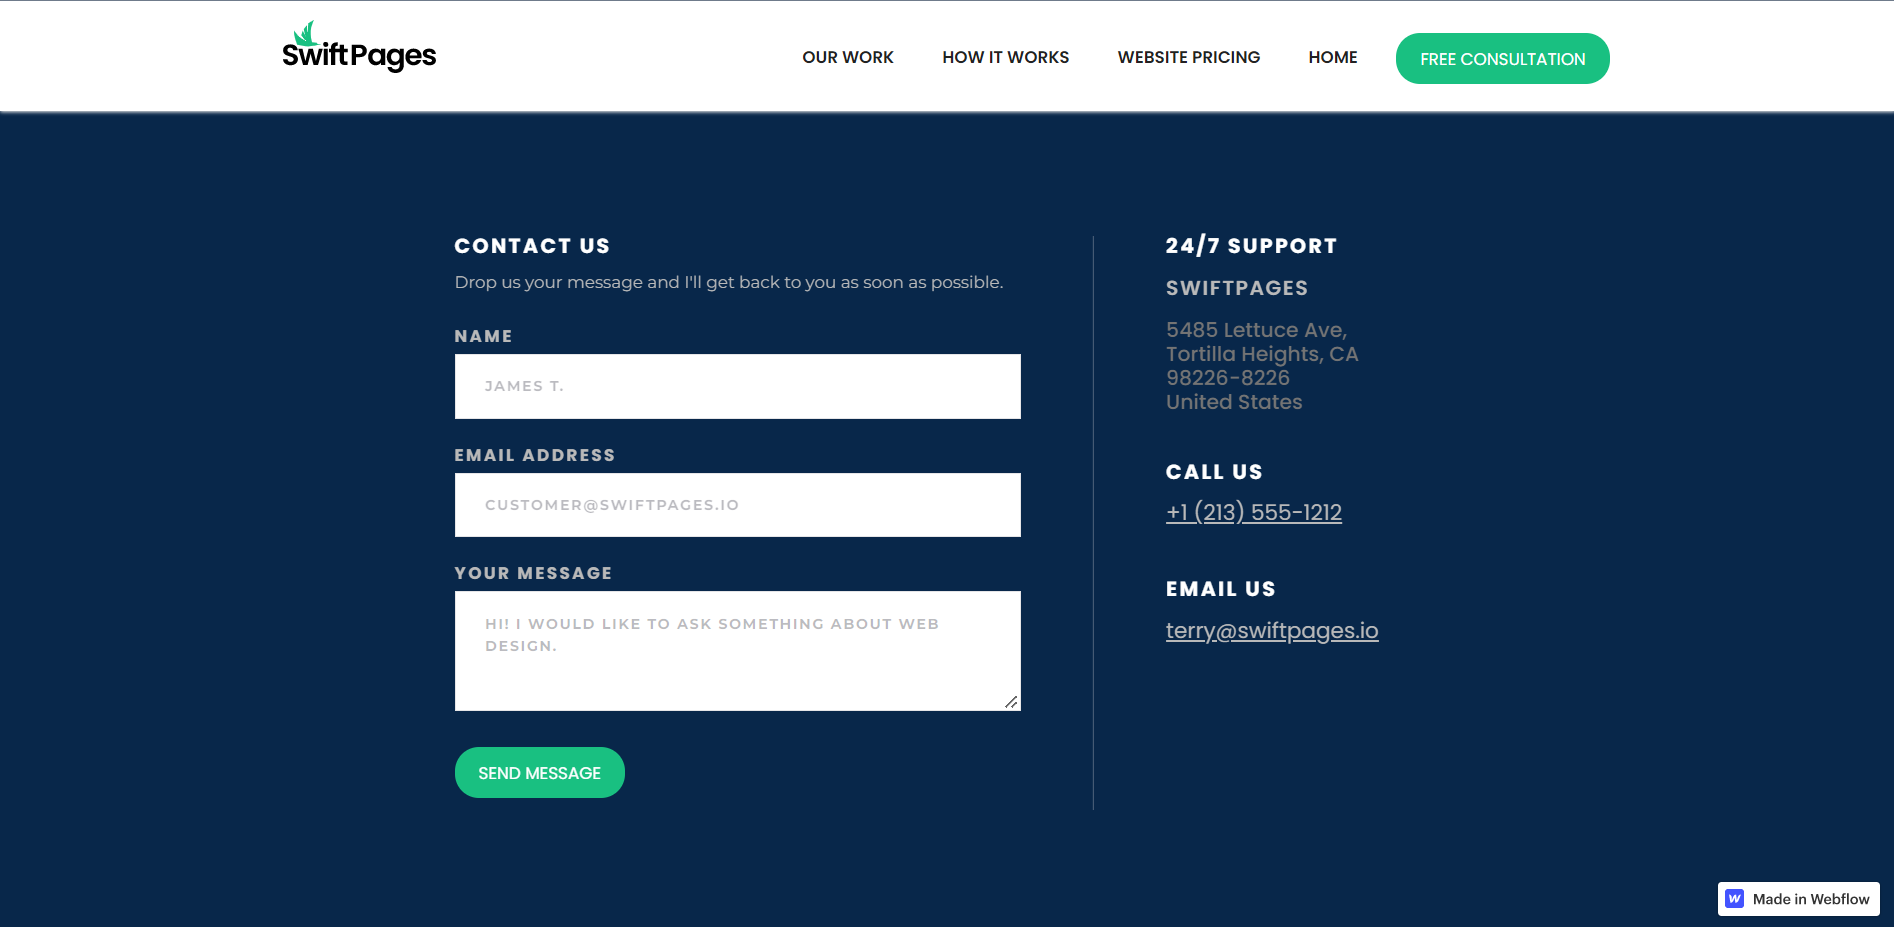 SwiftPages
OUR WORK
HOW IT WORKS
WEBSITE PRICING
HOME
FREE CONSULTATION
CONTACT US
Drop us your message and I'll get back to you as soon as possible.
NAME
JAMES T.
EMAIL ADDRESS
CUSTOMER@SWIFTPAGES.IO
YOUR MESSAGE
HI! I WOULD LIKE TO ASK SOMETHING ABOUT WEB
DESIGN.
SEND MESSAGE
24/7 SUPPORT
SWIFTPAGES
5485 Lettuce Ave,
Tortilla Heights, CA
98226-8226
United States
CALL US
+1 (213) 555-1212
EMAIL US
terry@swiftpages.io
Made in Webflow